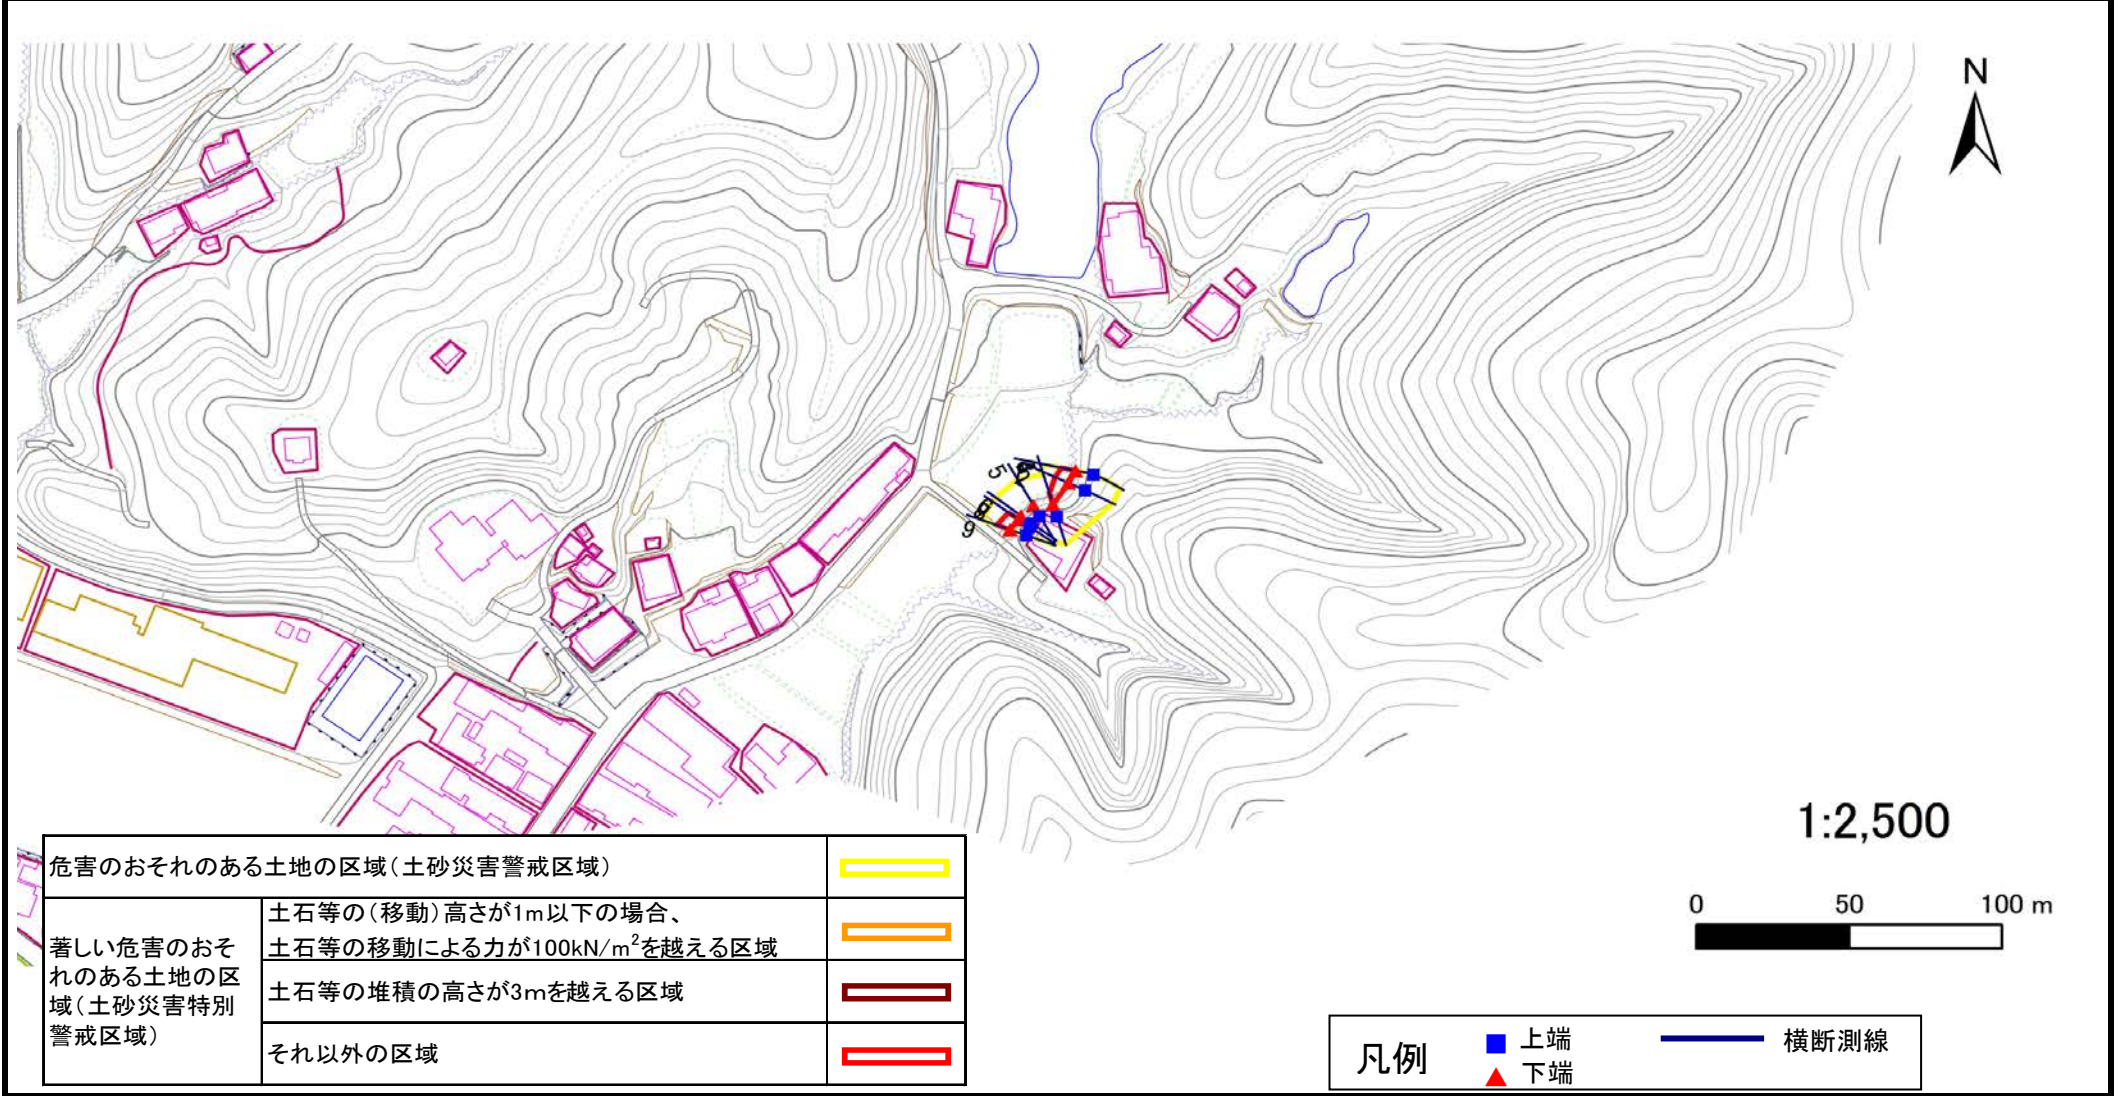 N
5
9
1:2,500
0 50 100 m
危害のおそれのある土地の区域(土砂災害警戒区域)
著しい危害のおそ
れのある土地の区
域(土砂災害特別
警戒区域)
土石等の(移動)高さが1m以下の場合、
土石等の移動による力が100kN/m²を越える区域
土石等の堆積の高さが3mを越える区域
それ以外の区域
凡例
上端
下端
横断測線